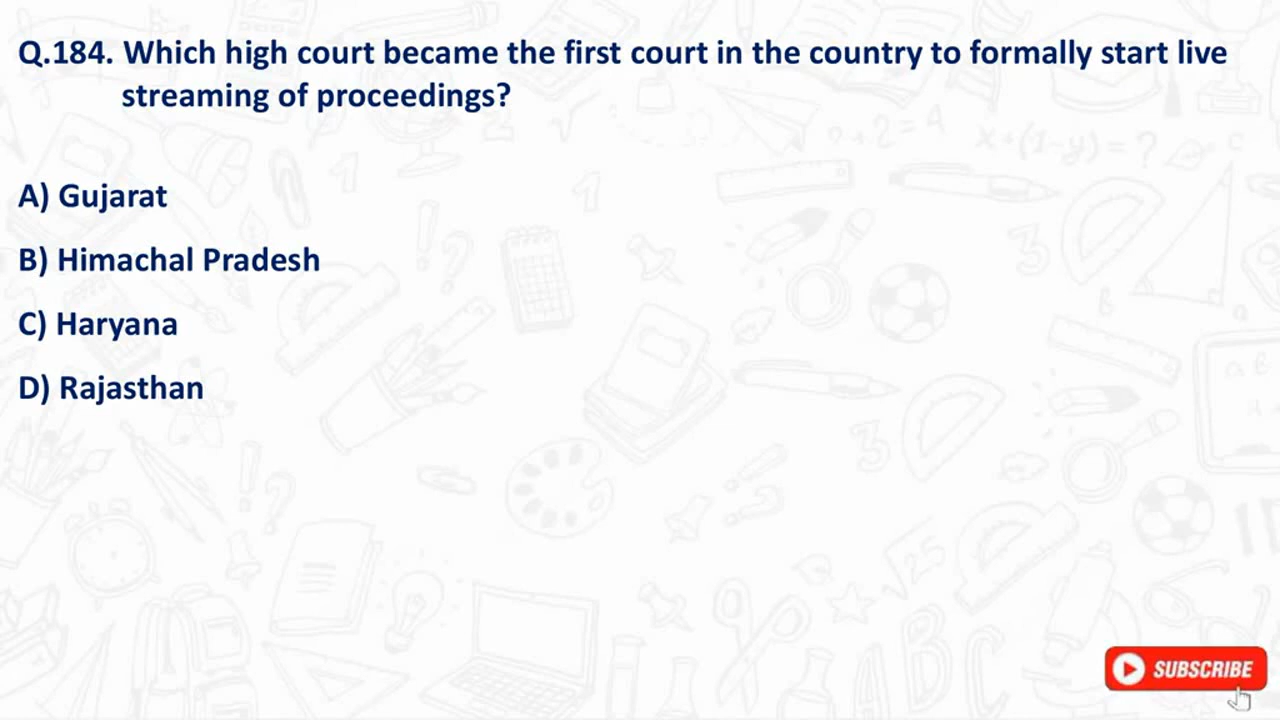 Q.184. Which high court became the first court in the country to formally start live
streaming of proceedings?
A) Gujarat
B) Himachal Pradesh
C) Haryana
D) Rajasthan
SUBSCRIBE